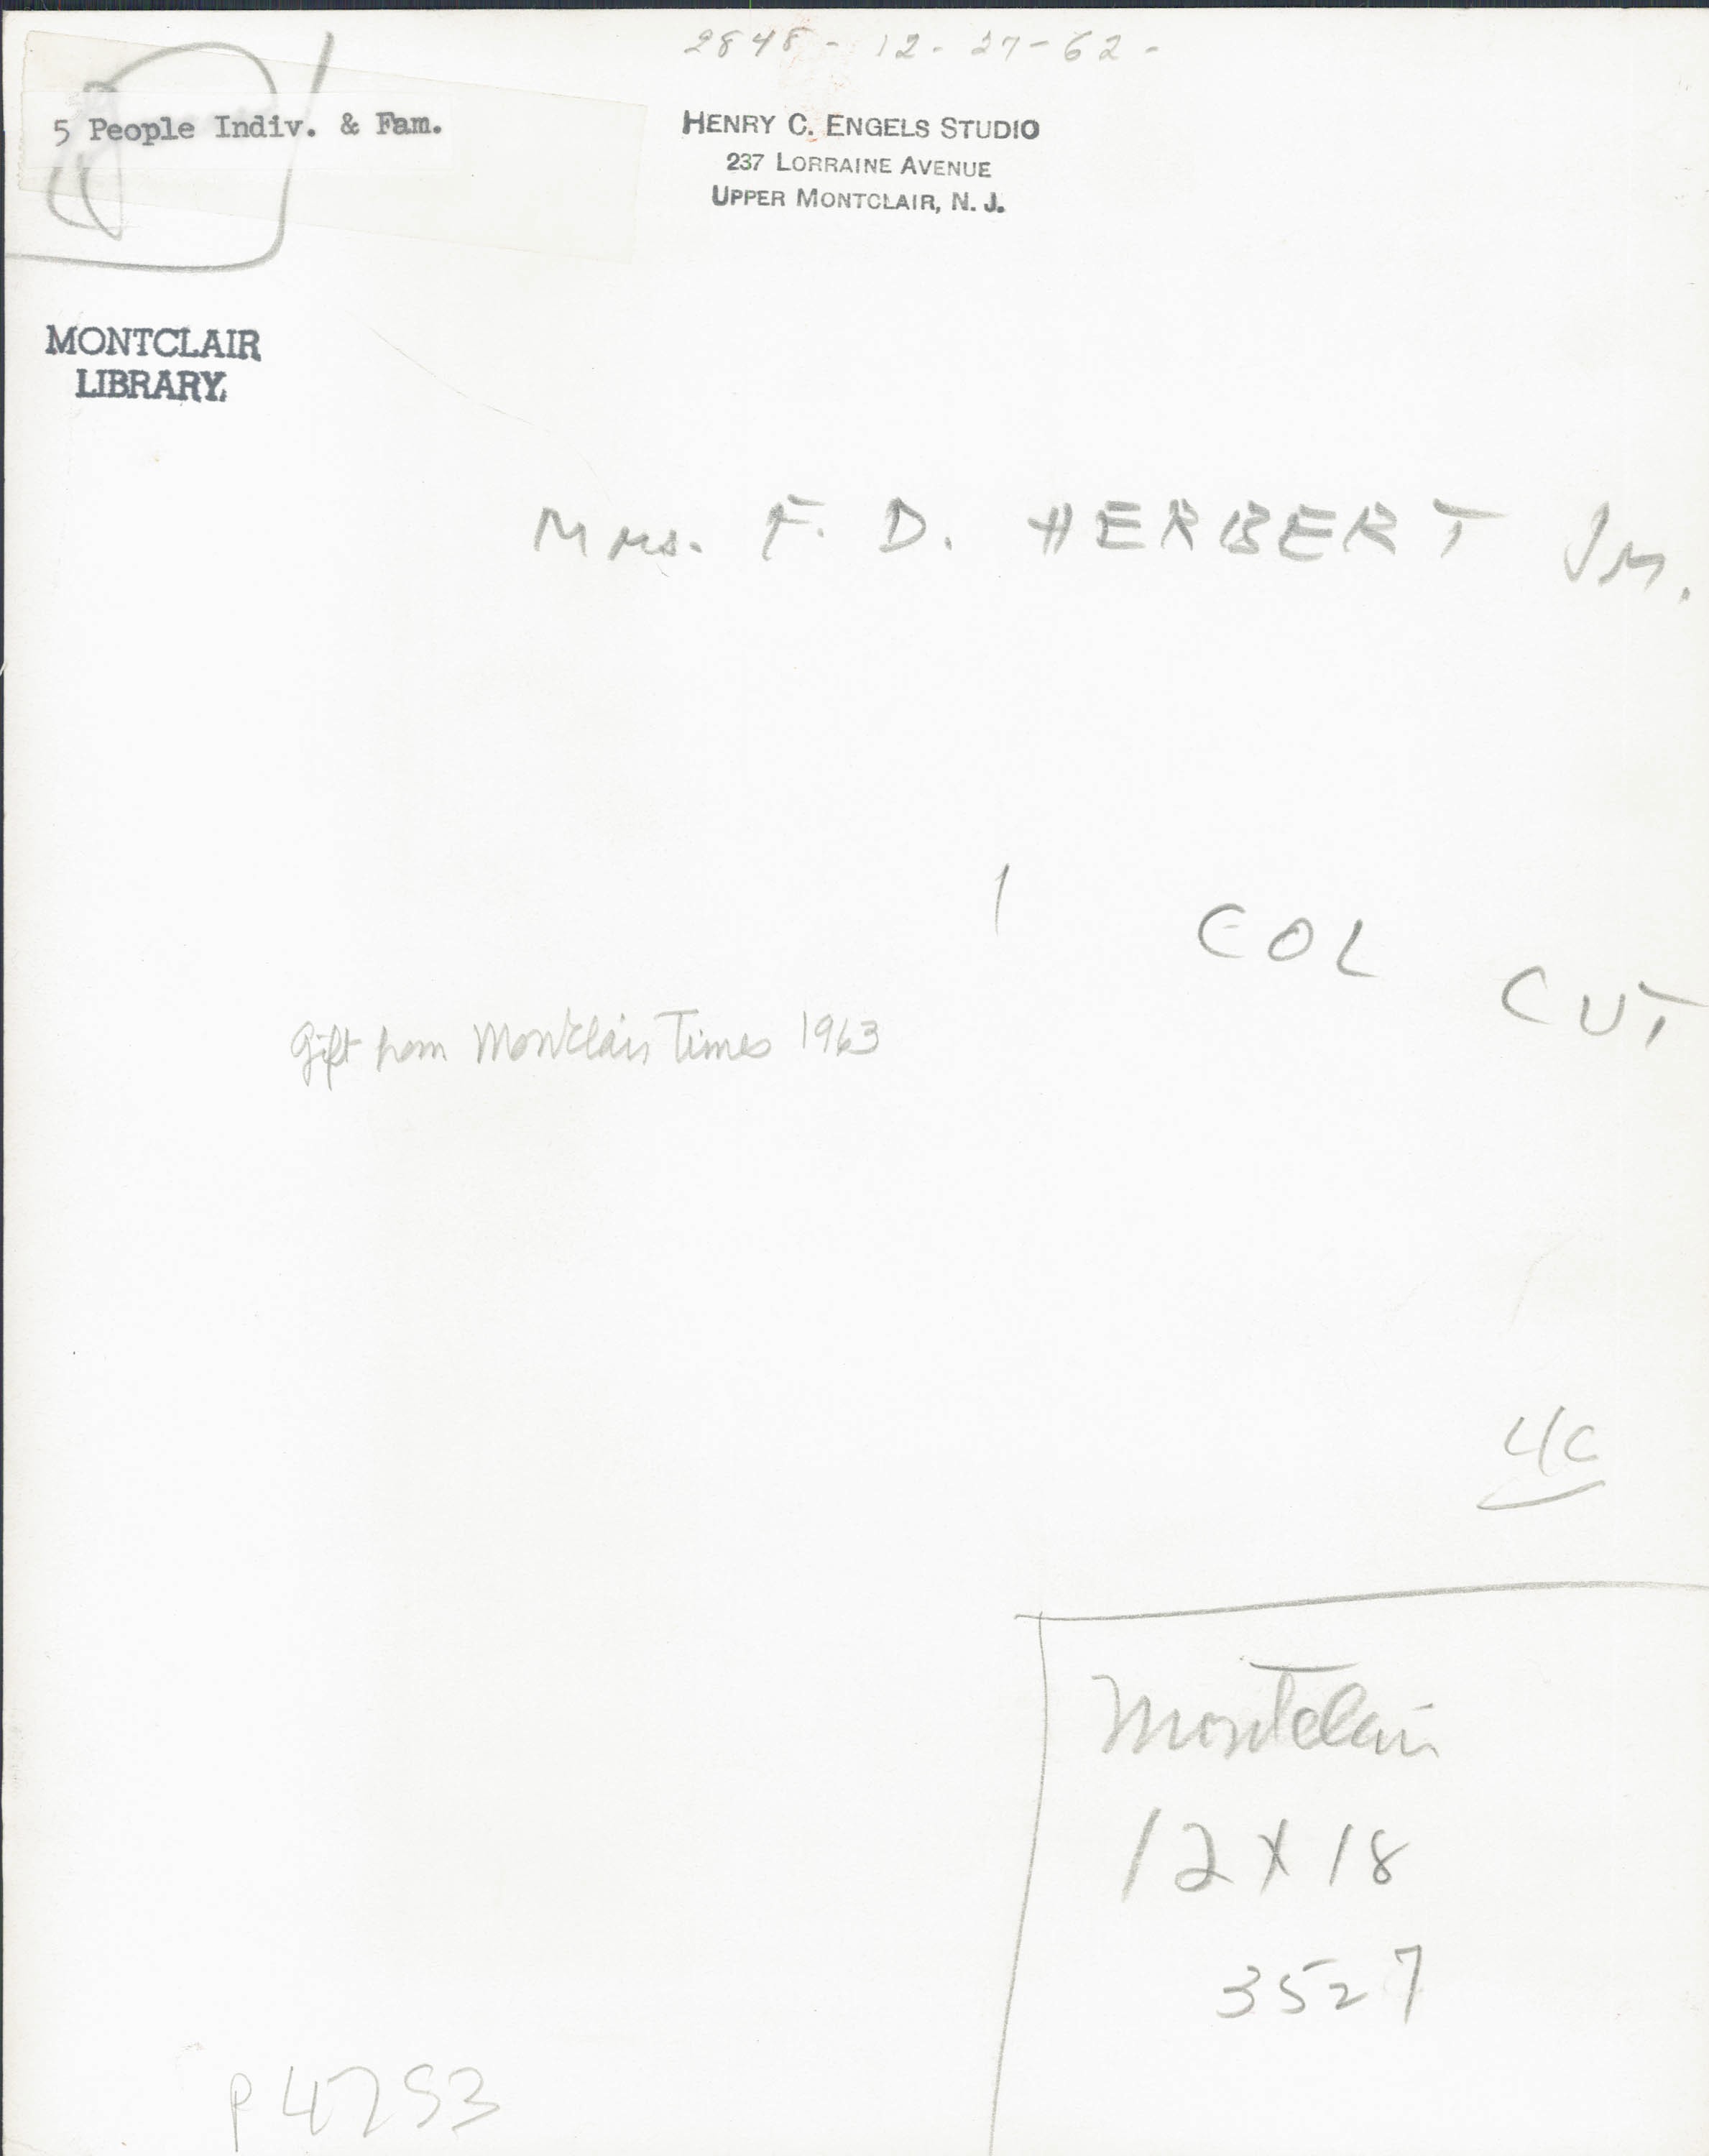 2848 - 12 - 27 - 62 -
5 People Indiv. & Fam.
HENRY C. ENGELS STUDIO
237 LORRAINE AVENUE
UPPER MONTCLAIR, N. J.
MONTCLAIR
LIBRARY.
Mrs. F. D. HERBERT Jr.
1 COL CUT
Gift from Montclair Times 1963
4c
Montclair
12 x 18
3527
P4253